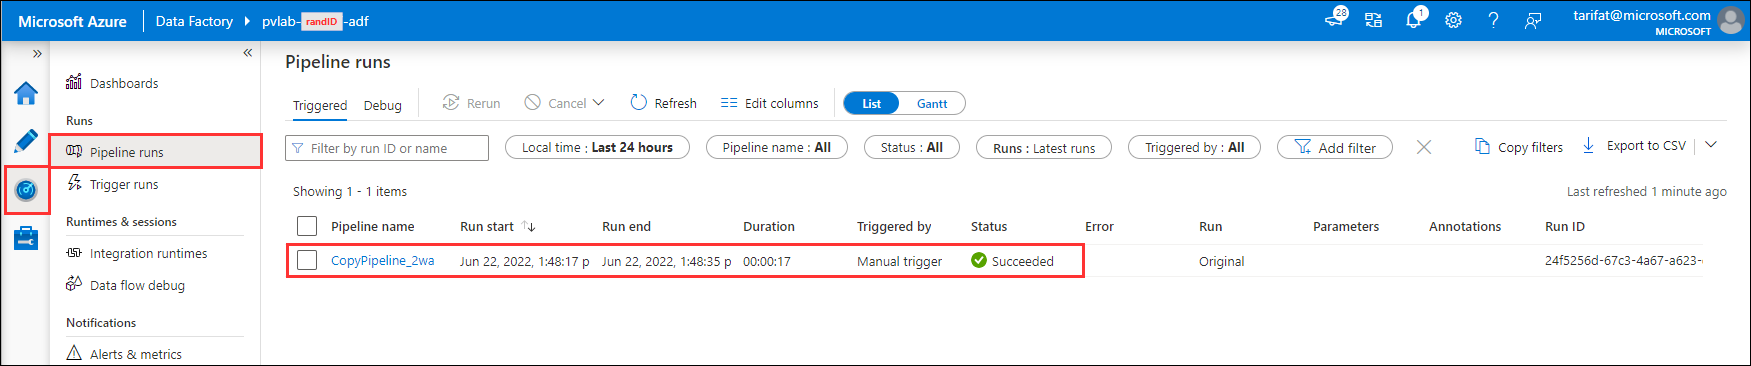 Microsoft Azure Data Factory pvlab-randID-adf 28 1 tarifat@microsoft.com
MICROSOFT
Dashboards
Runs
Pipeline runs
Trigger runs
Runtimes & sessions
Integration runtimes
Data flow debug
Notifications
Alerts & metrics
Pipeline runs
Triggered Debug Rerun Cancel Refresh Edit columns List Gantt
Filter by run ID or name Local time : Last 24 hours Pipeline name : All Status : All Runs : Latest runs Triggered by : All Add filter Copy filters Export to CSV
Showing 1 - 1 items Last refreshed 1 minute ago
Pipeline name Run start Run end Duration Triggered by Status Error Run Parameters Annotations Run ID
CopyPipeline_2wa Jun 22, 2022, 1:48:17 p Jun 22, 2022, 1:48:35 p 00:00:17 Manual trigger Succeeded Original 24f5256d-67c3-4a67-a623-